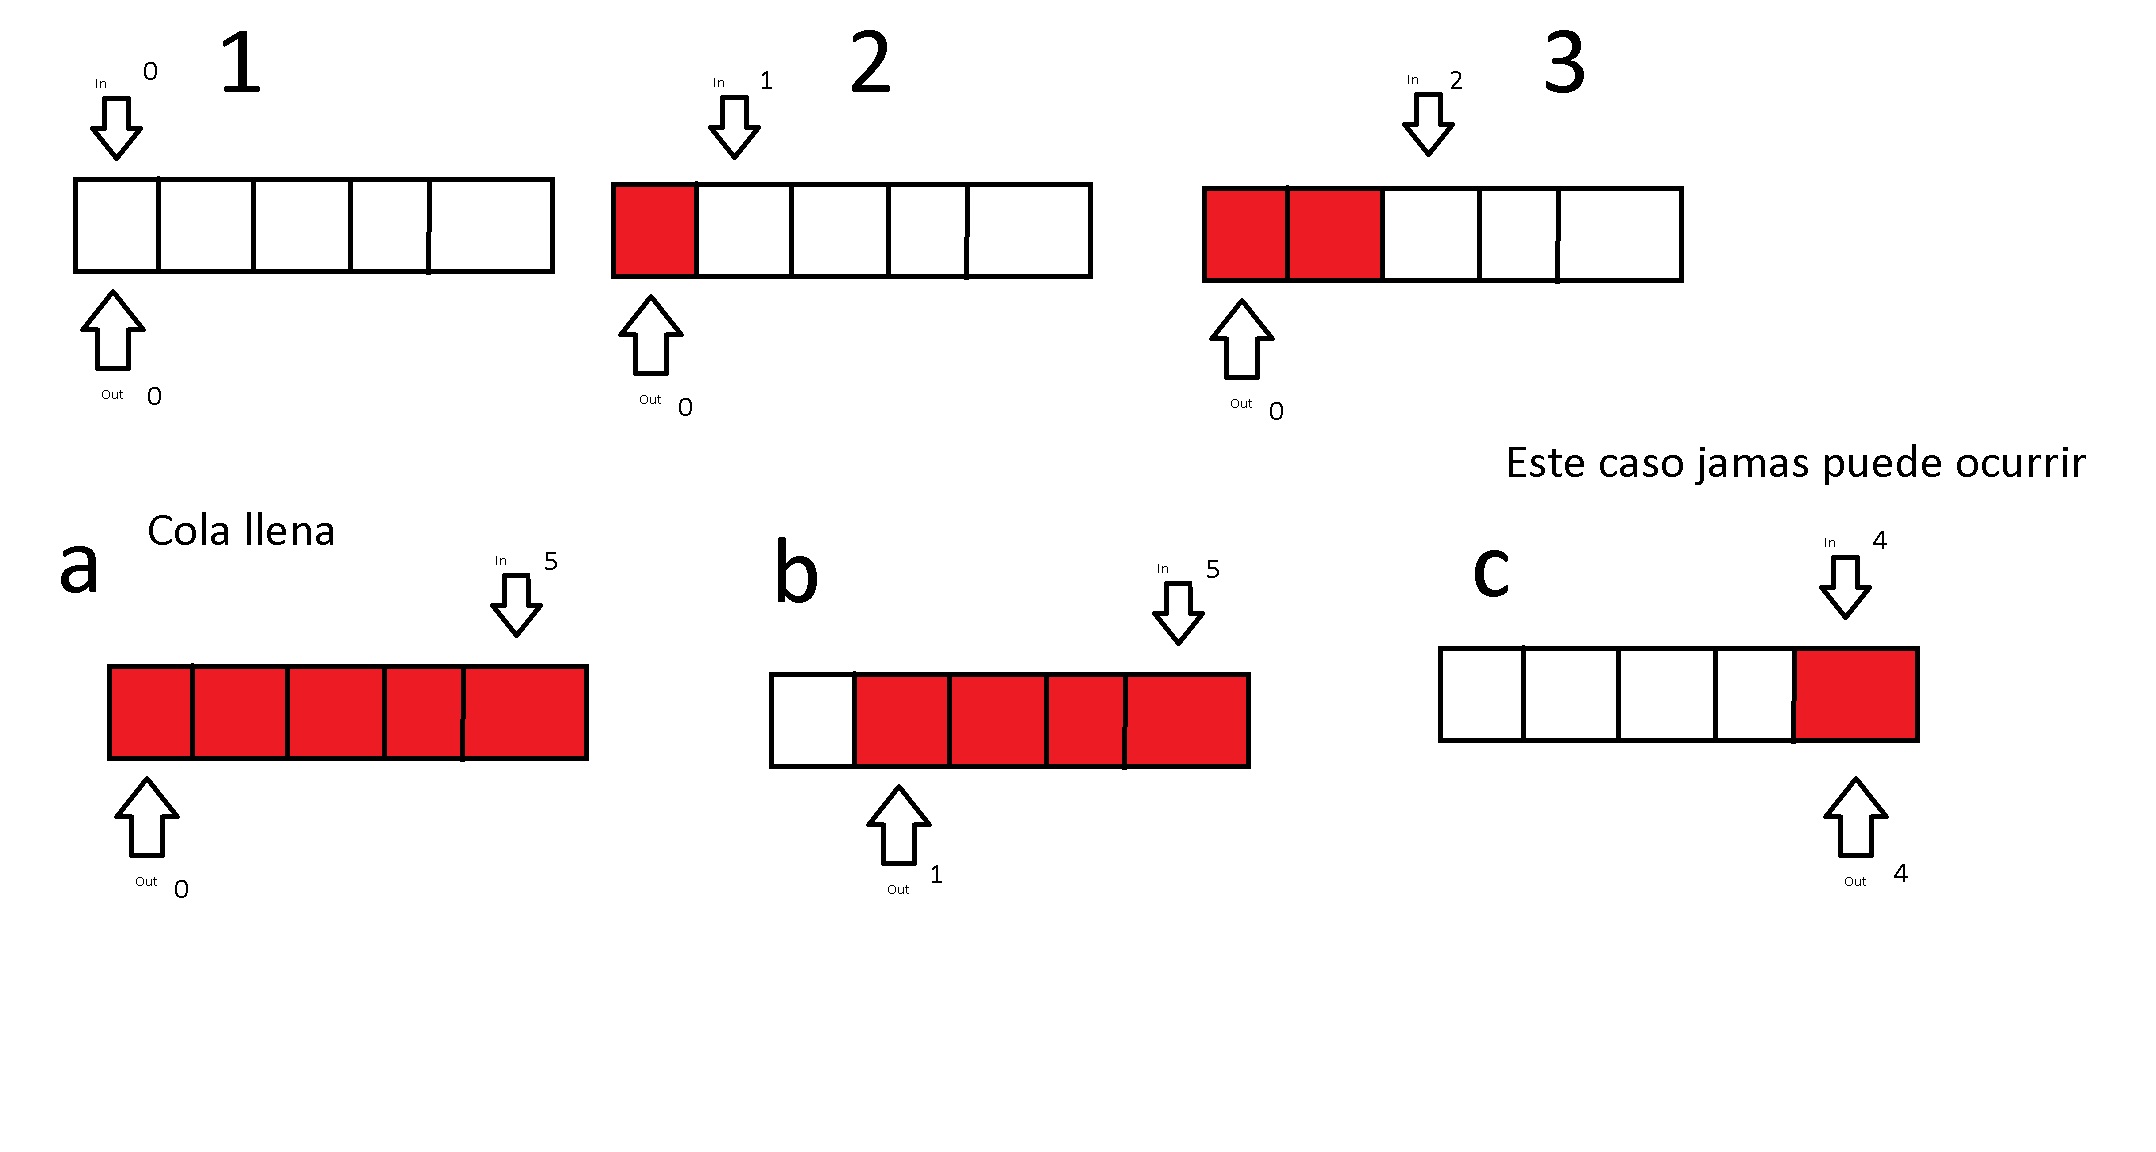 1
In 0
Out 0
2
In 1
Out 0
3
In 2
Out 0
a
Cola llena
In 5
Out 0
b
In 5
Out 1
Este caso jamas puede ocurrir
c
In 4
Out 4